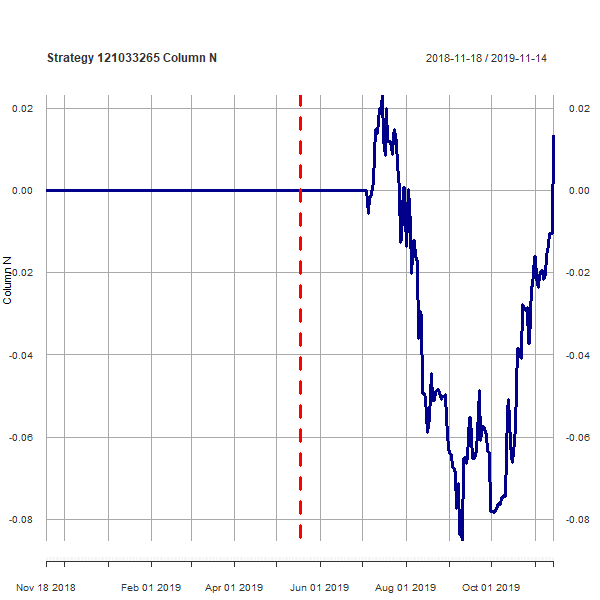 Strategy 121033265 Column N
2018-11-18 / 2019-11-14
0.02 0.02
0.00 0.00
-0.02 -0.02
-0.04 -0.04
-0.06 -0.06
-0.08 -0.08
Column N
Nov 18 2018 Feb 01 2019 Apr 01 2019 Jun 01 2019 Aug 01 2019 Oct 01 2019